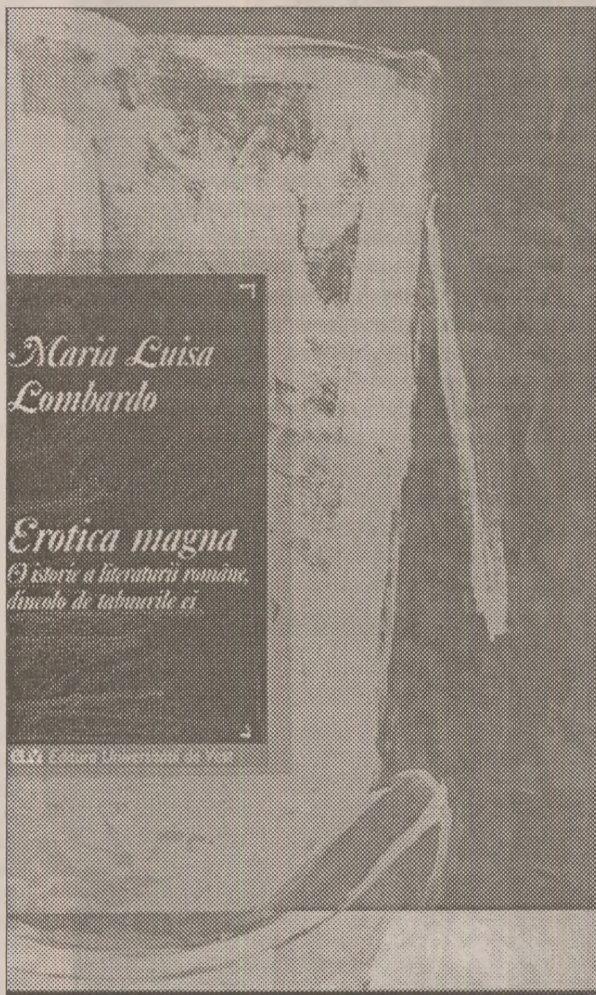 Maria Luisa
Lombardo
Erotica magna
O istorie a literaturii române,
dincolo de tabuurile ei
Editura Universității de Vest